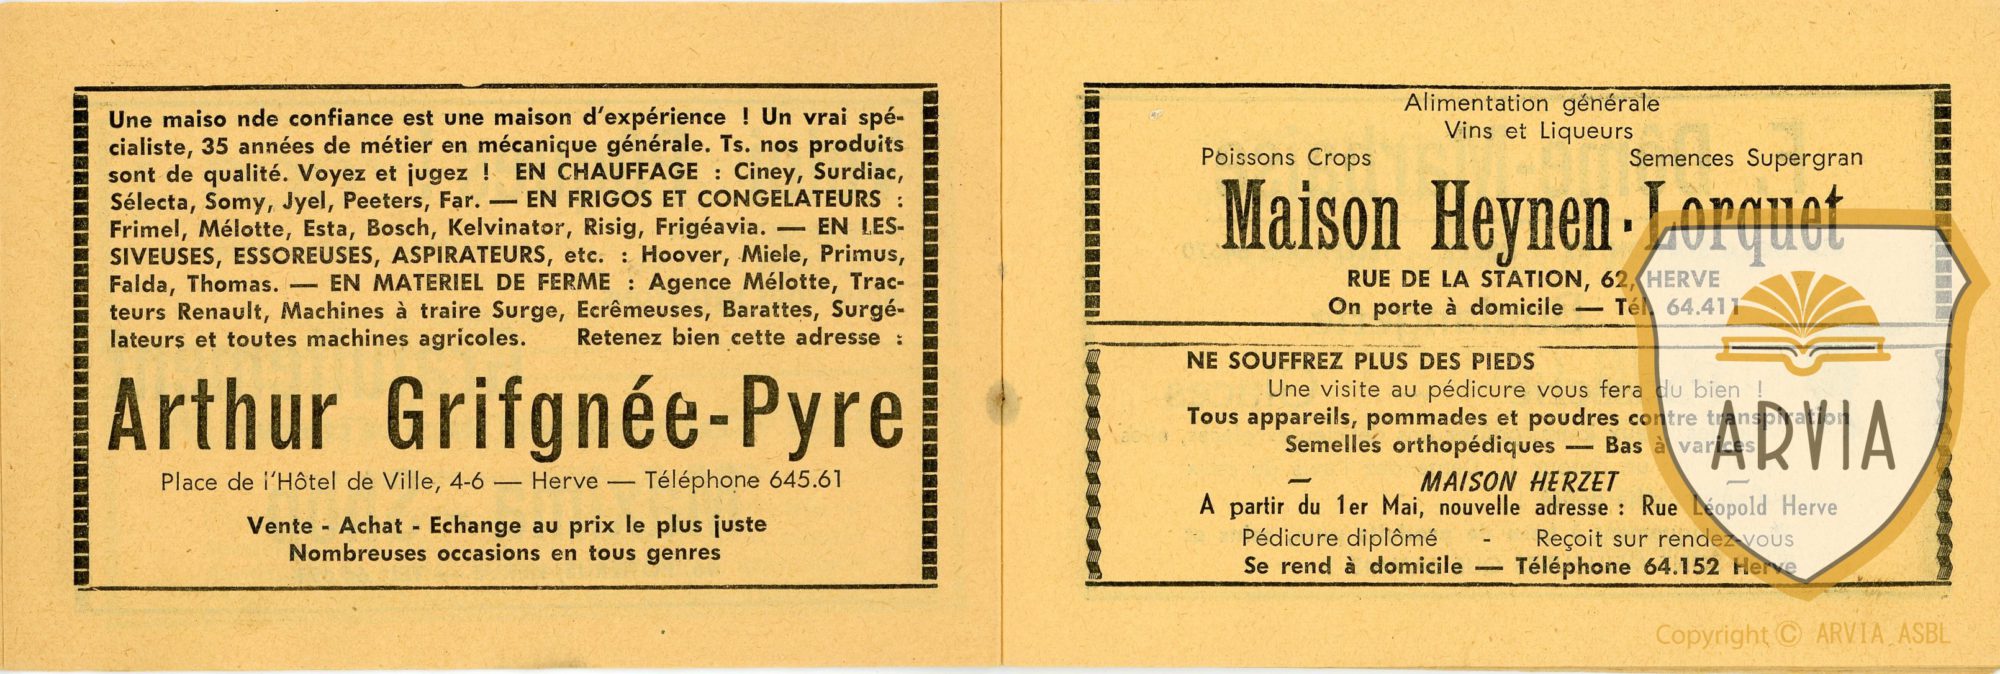 Une maiso nde confiance est une maison d'expérience ! Un vrai spé-
cialiste, 35 années de métier en mécanique générale. Ts. nos produits
sont de qualité. Voyez et jugez ! EN CHAUFFAGE : Ciney, Surdiac,
Sélecta, Somy, Jyel, Peeters, Far. — EN FRIGOS ET CONGELATEURS :
Frimel, Mélotte, Esta, Bosch, Kelvinator, Risig, Frigéavia. — EN LES-
SIVEUSES, ESSOREUSES, ASPIRATEURS, etc. : Hoover, Miele, Primus,
Falda, Thomas. — EN MATERIEL DE FERME : Agence Mélotte, Trac-
teurs Renault, Machines à traire Surge, Ecrêmeuses, Barattes, Surgé-
lateurs et toutes machines agricoles. Retenez bien cette adresse :
Arthur Grifgnée-Pyre
Place de l'Hôtel de Ville, 4-6 — Herve — Téléphone 645.61
Vente - Achat - Echange au prix le plus juste
Nombreuses occasions en tous genres
Alimentation générale
Vins et Liqueurs
Poissons Crops Semences Supergran
Maison Heynen-Lorquet
RUE DE LA STATION, 62, HERVE
On porte à domicile — Tél. 64.411
NE SOUFFREZ PLUS DES PIEDS
Une visite au pédicure vous fera du bien !
Tous appareils, pommades et poudres contre transpiration
Semelles orthopédiques — Bas à varices
— MAISON HERZET —
A partir du 1er Mai, nouvelle adresse : Rue Léopold Herve
Pédicure diplômé - Reçoit sur rendez-vous
Se rend à domicile — Téléphone 64.152 Herve
ARVIA
Copyright © ARVIA ASBL